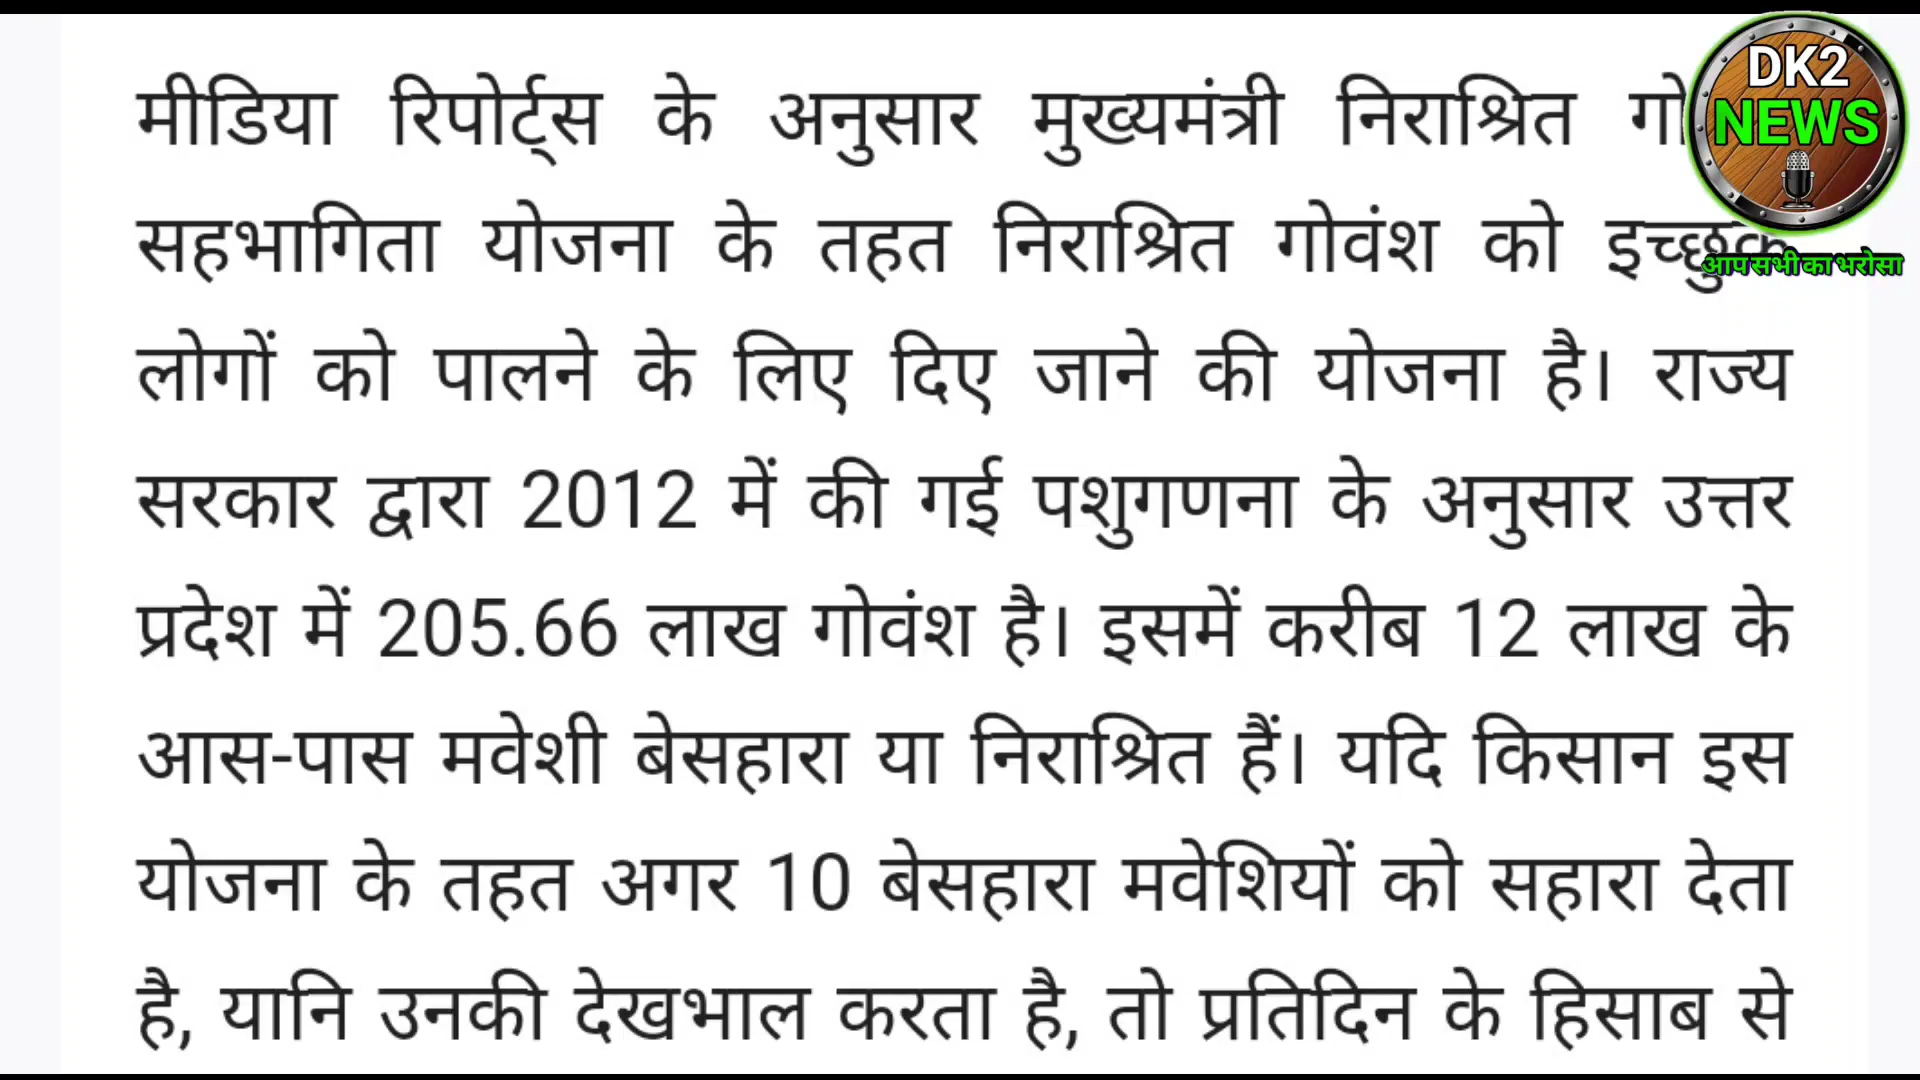 मीडिया रिपोर्ट्स के अनुसार मुख्यमंत्री निराश्रित
सहभागिता योजना के तहत निराश्रित गोवंश को इच्छुक
लोगों को पालने के लिए दिए जाने की योजना है। राज्य
सरकार द्वारा 2012 में की गई पशुगणना के अनुसार उत्तर
प्रदेश में 205.66 लाख गोवंश है। इसमें करीब 12 लाख के
आस-पास मवेशी बेसहारा या निराश्रित हैं। यदि किसान इस
योजना के तहत अगर 10 बेसहारा मवेशियों को सहारा देता
है, यानि उनकी देखभाल करता है, तो प्रतिदिन के हिसाब से
DK2
NEWS
आप सभी का भरोसा